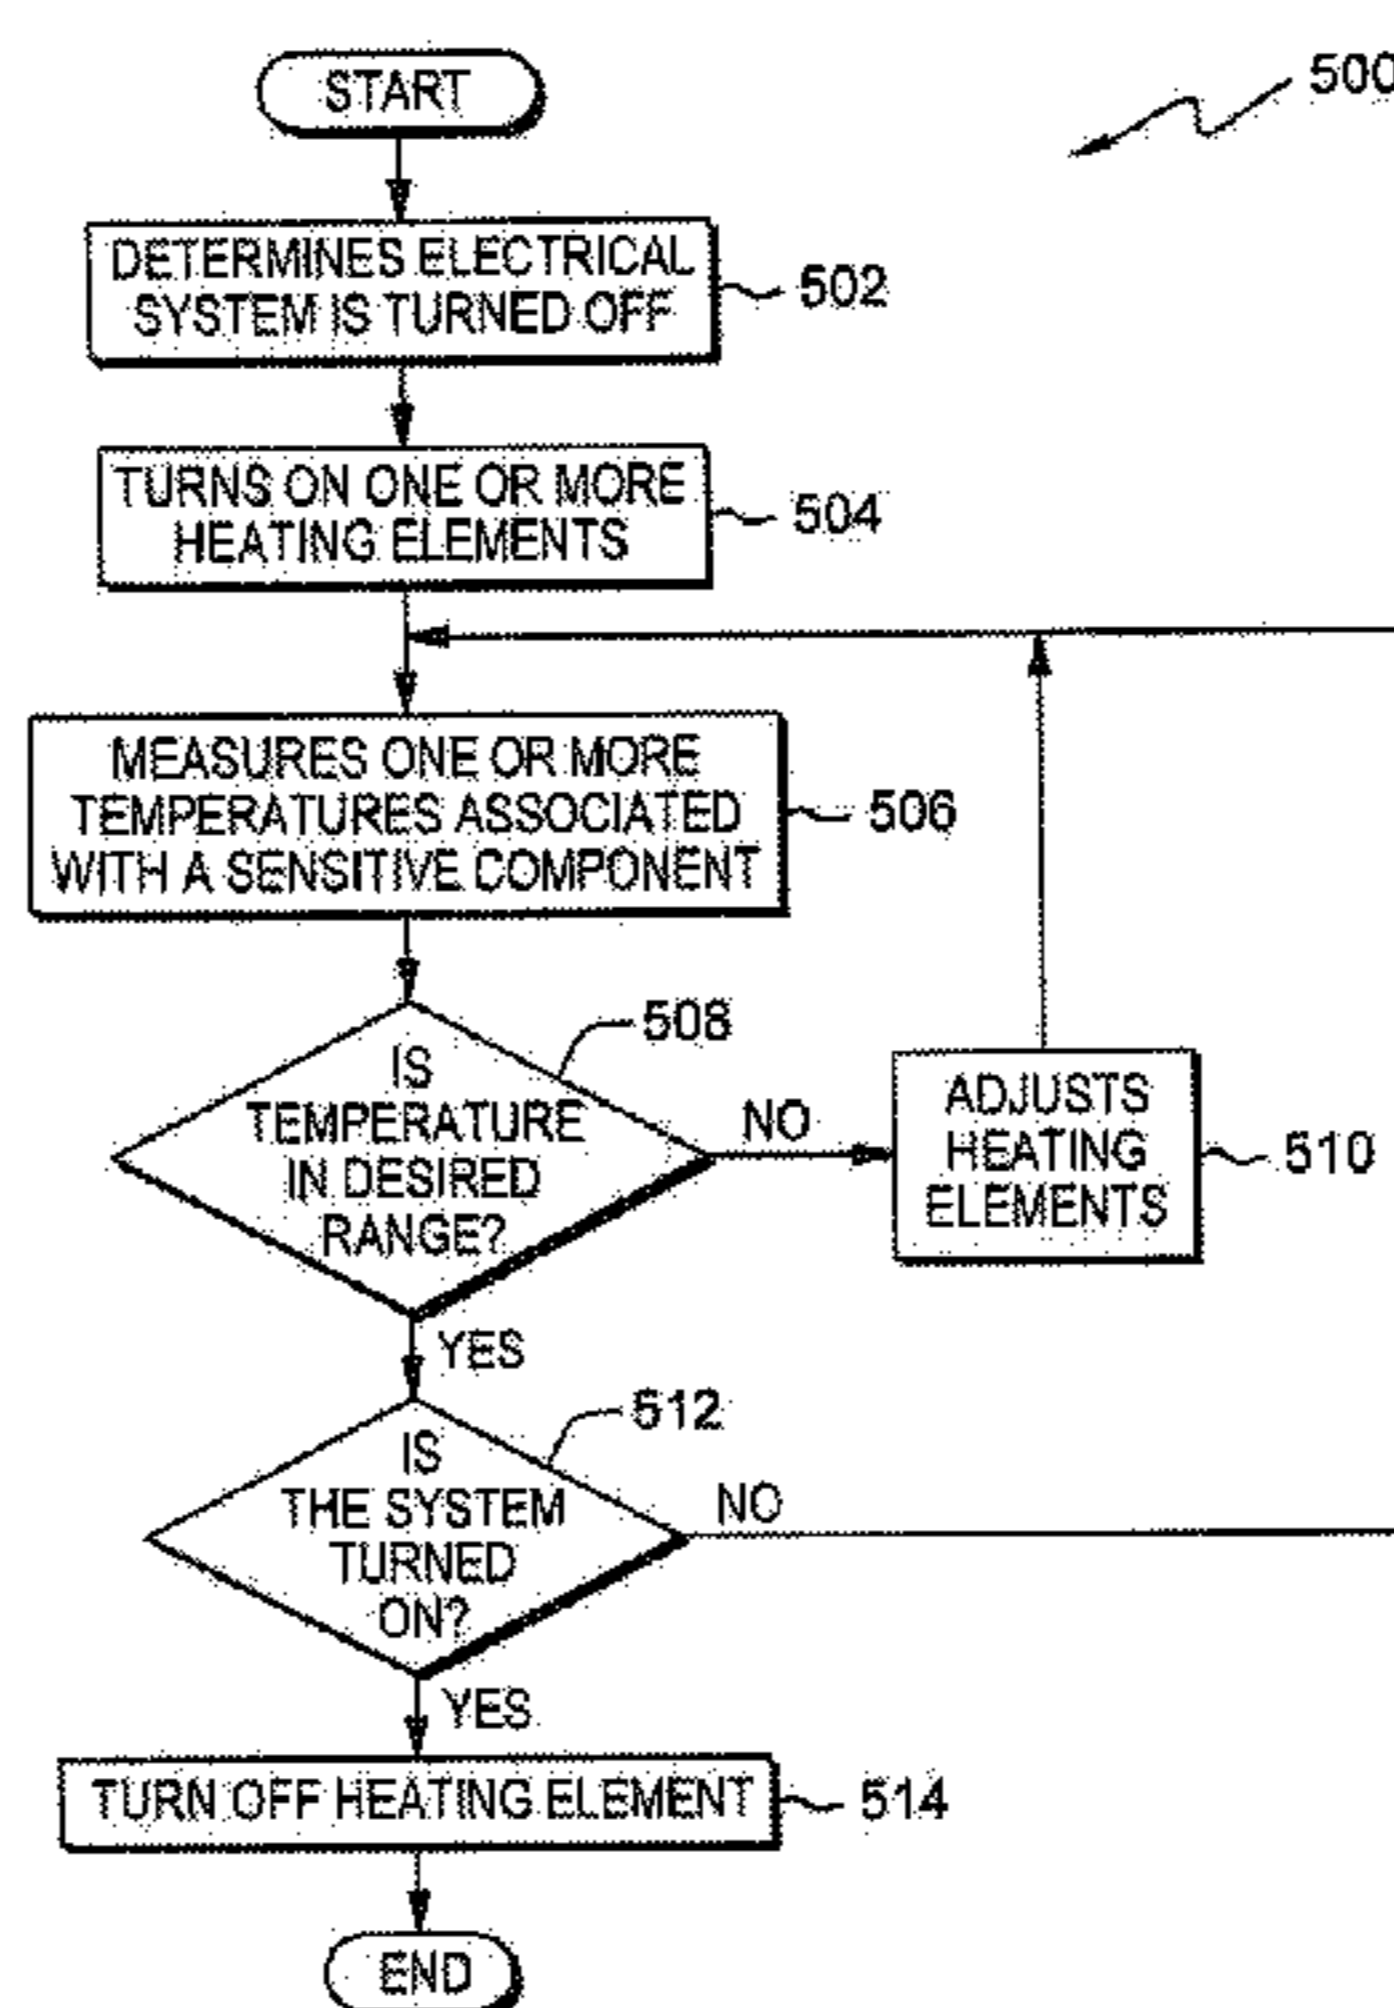 START
500
DETERMINES ELECTRICAL
SYSTEM IS TURNED OFF
502
TURNS ON ONE OR MORE
HEATING ELEMENTS
504
MEASURES ONE OR MORE
TEMPERATURES ASSOCIATED
WITH A SENSITIVE COMPONENT
506
508
IS
TEMPERATURE
IN DESIRED
RANGE?
NO
ADJUSTS
HEATING
ELEMENTS
510
YES
512
IS
THE SYSTEM
TURNED
ON?
NO
YES
TURN OFF HEATING ELEMENT
514
END